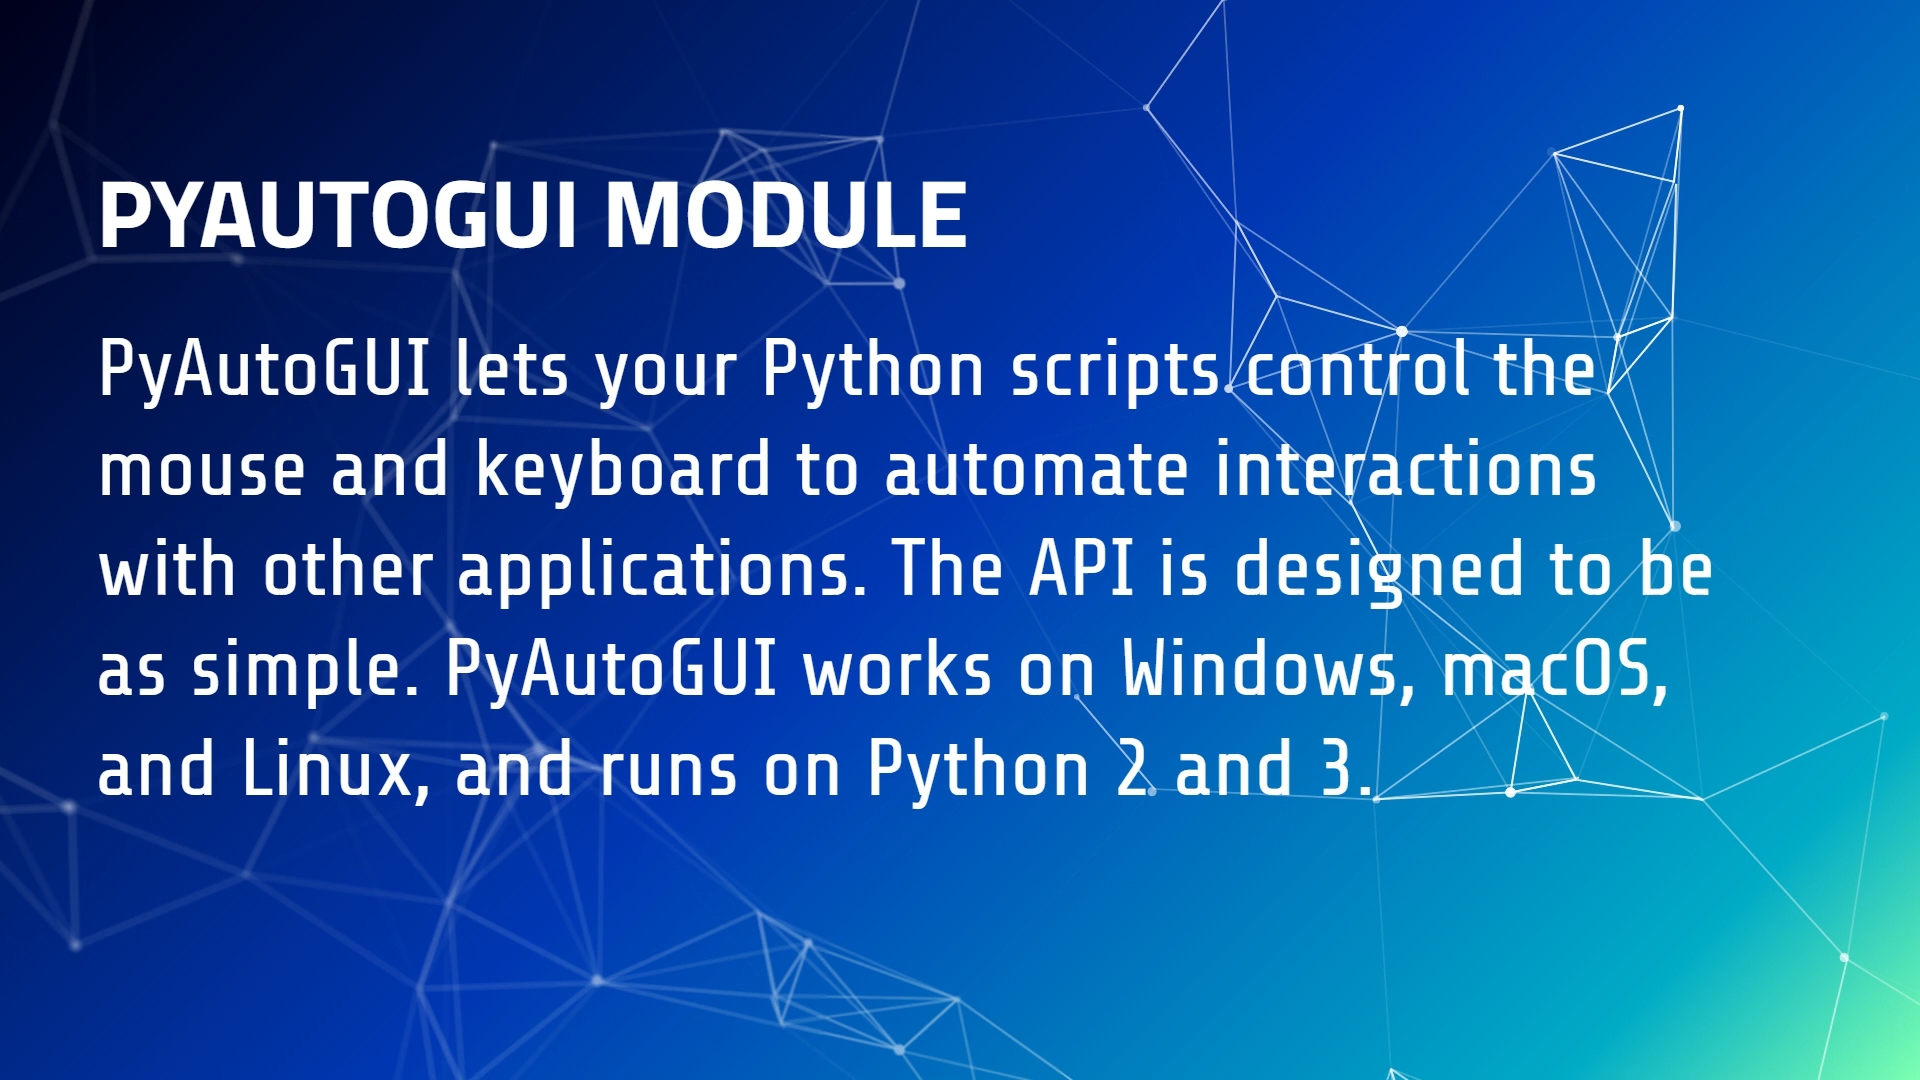 PYAUTOGUI MODULE
PyAutoGUI lets your Python scripts control the
mouse and keyboard to automate interactions
with other applications. The API is designed to be
as simple. PyAutoGUI works on Windows, macOS,
and Linux, and runs on Python 2 and 3.